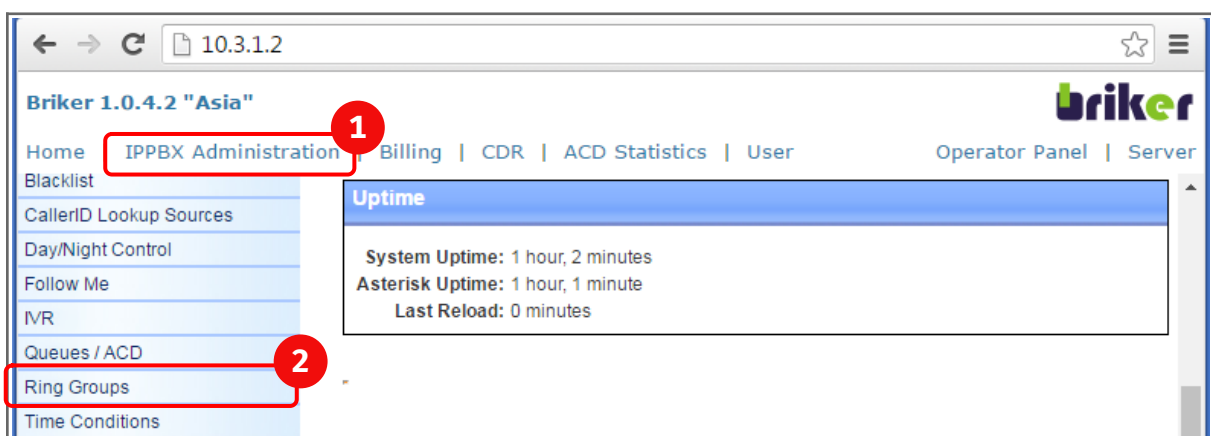 10.3.1.2
Briker 1.0.4.2 "Asia"
briker
1
Home IPPBX Administration | Billing | CDR | ACD Statistics | User Operator Panel | Server
Blacklist
Uptime
CallerID Lookup Sources
Day/Night Control
System Uptime: 1 hour, 2 minutes
Follow Me
Asterisk Uptime: 1 hour, 1 minute
IVR
Last Reload: 0 minutes
Queues / ACD
2
Ring Groups
Time Conditions